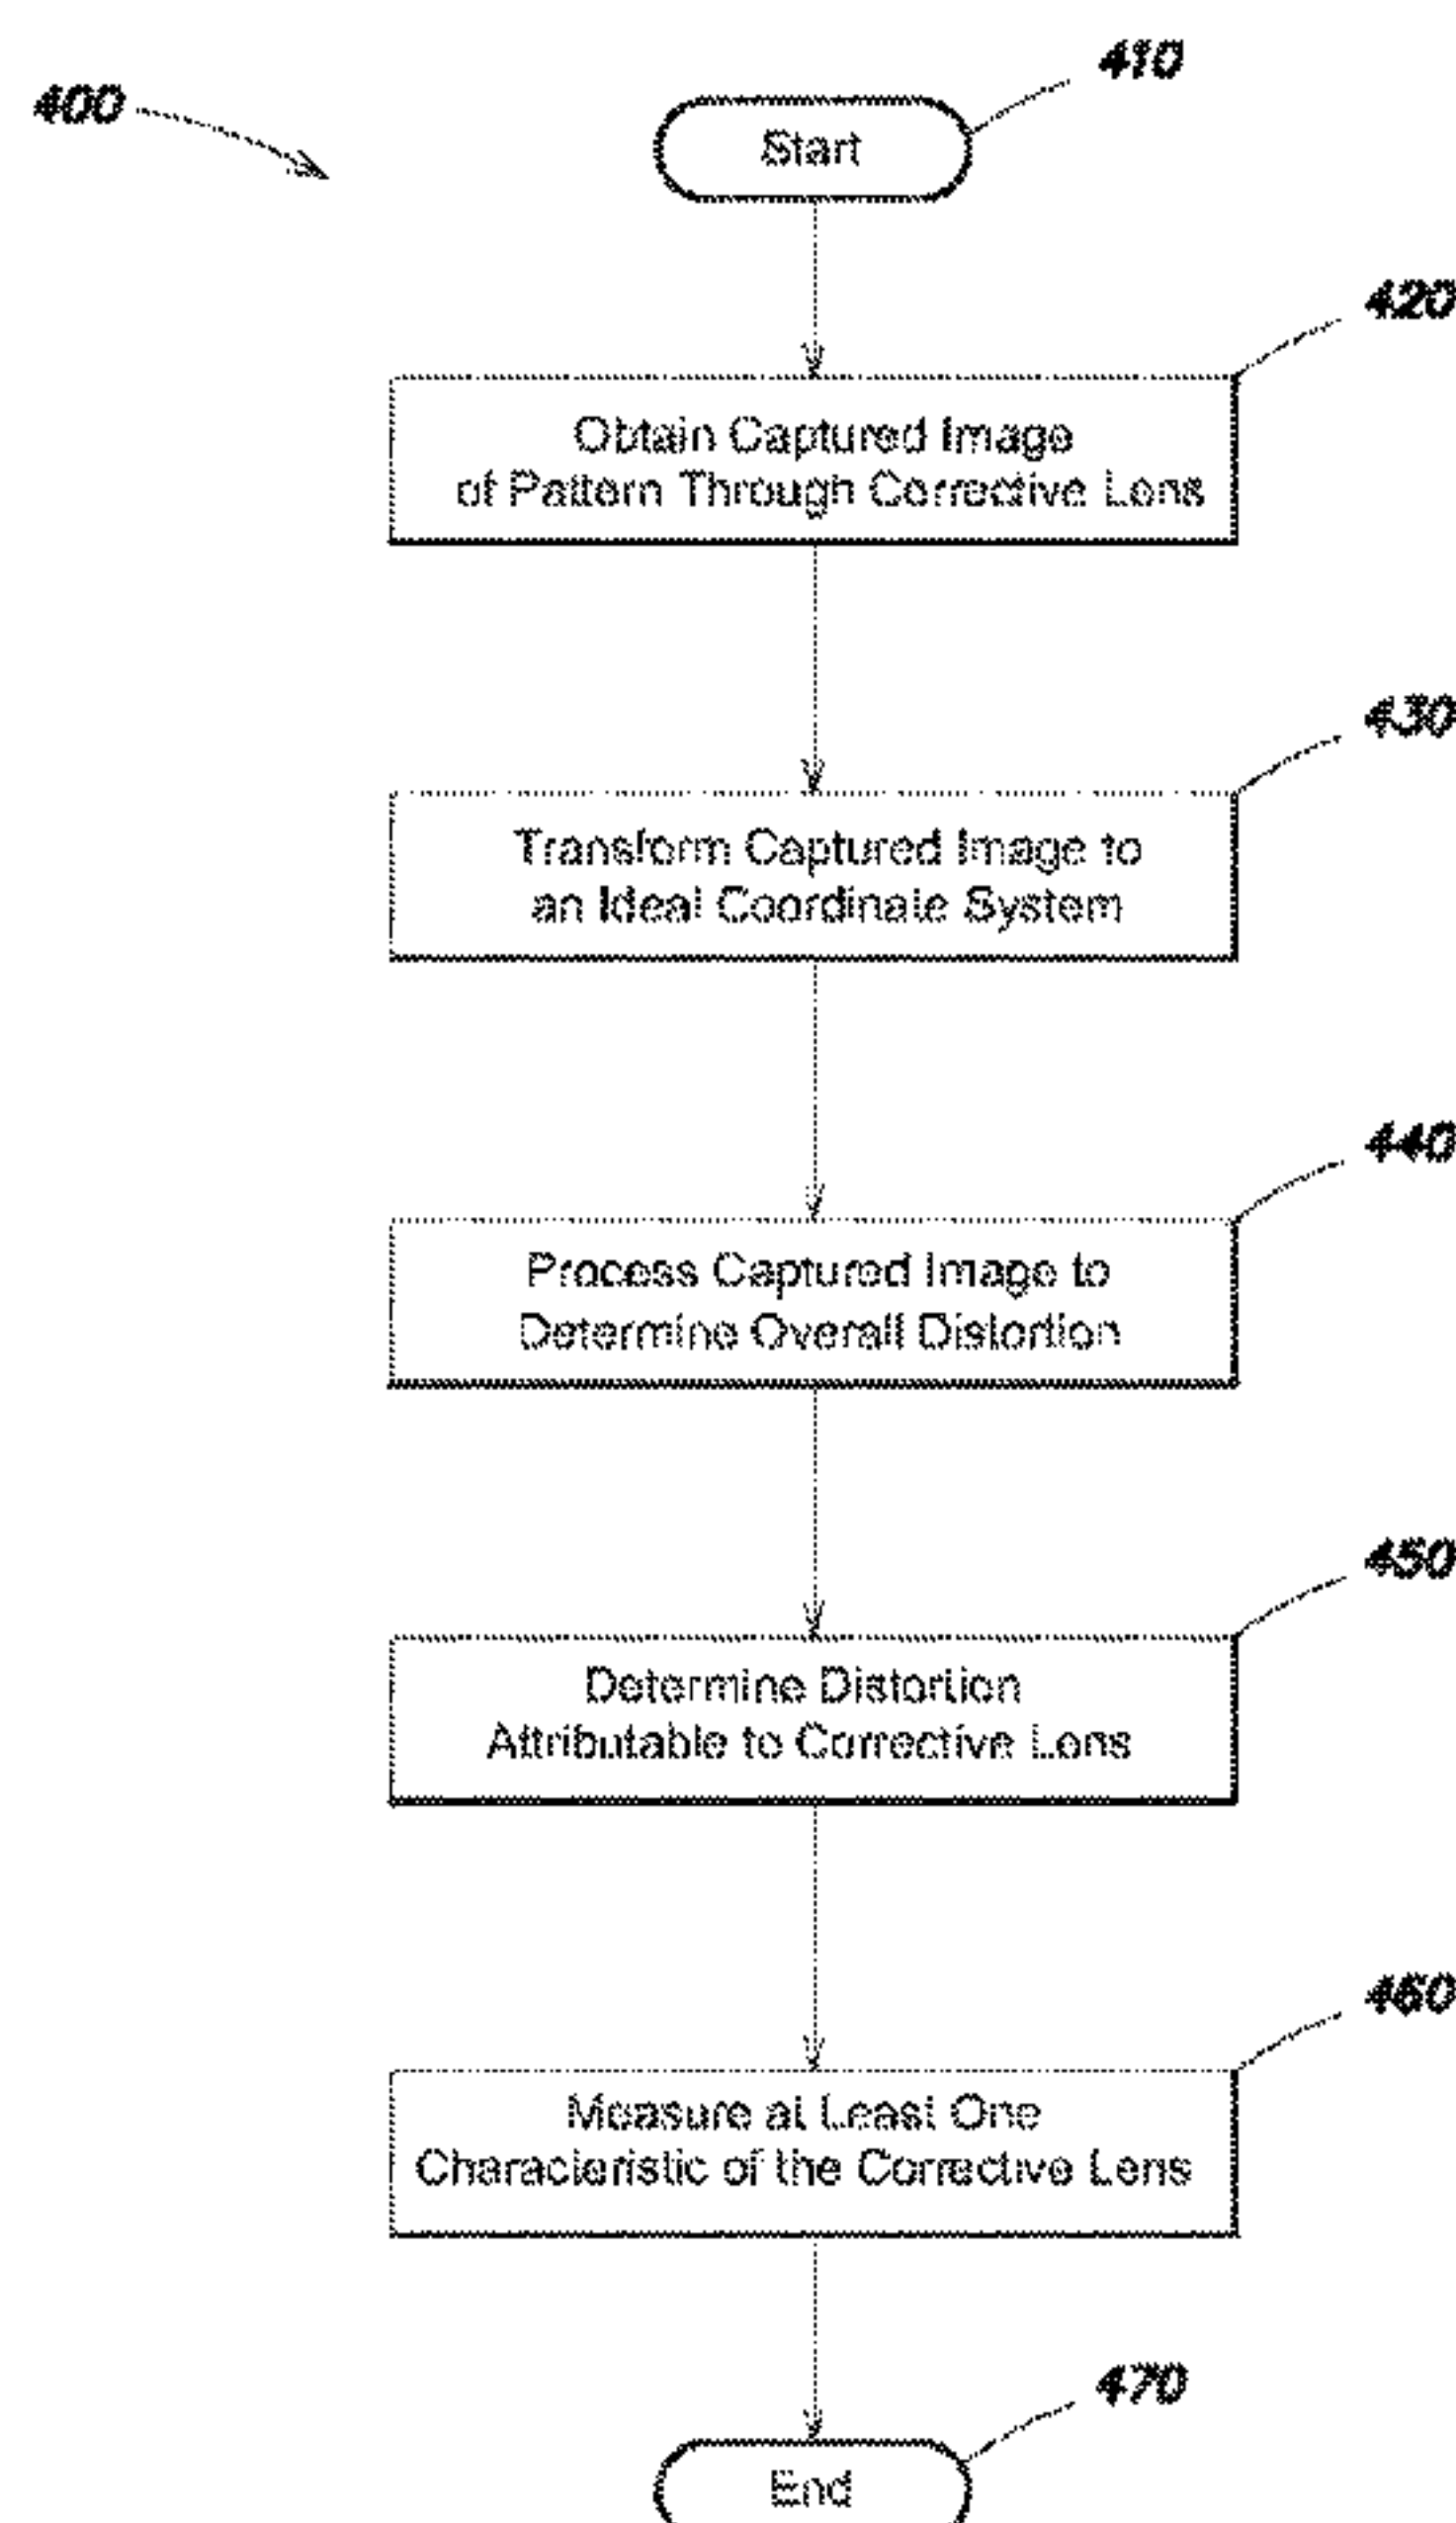 400
410
Start
420
Obtain Captured Image
of Pattern Through Corrective Lens
430
Transform Captured Image to
an Ideal Coordinate System
440
Process Captured Image to
Determine Overall Distortion
450
Determine Distortion
Attributable to Corrective Lens
460
Measure at Least One
Characteristic of the Corrective Lens
470
End